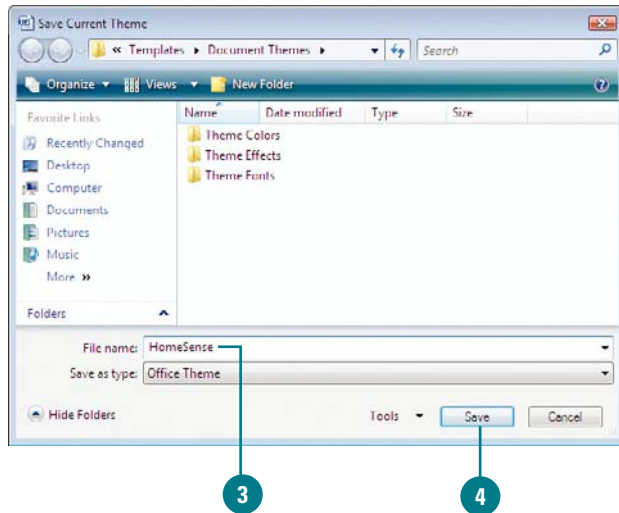 Save Current Theme
« Templates Document Themes Search
Organize Views New Folder
Favorite Links
Name Date modified Type Size
Recently Changed
Desktop
Computer
Documents
Pictures
Music
More »
Theme Colors
Theme Effects
Theme Fonts
Folders
File name: HomeSense
Save as type: Office Theme
Hide Folders
Tools Save Cancel
3 4